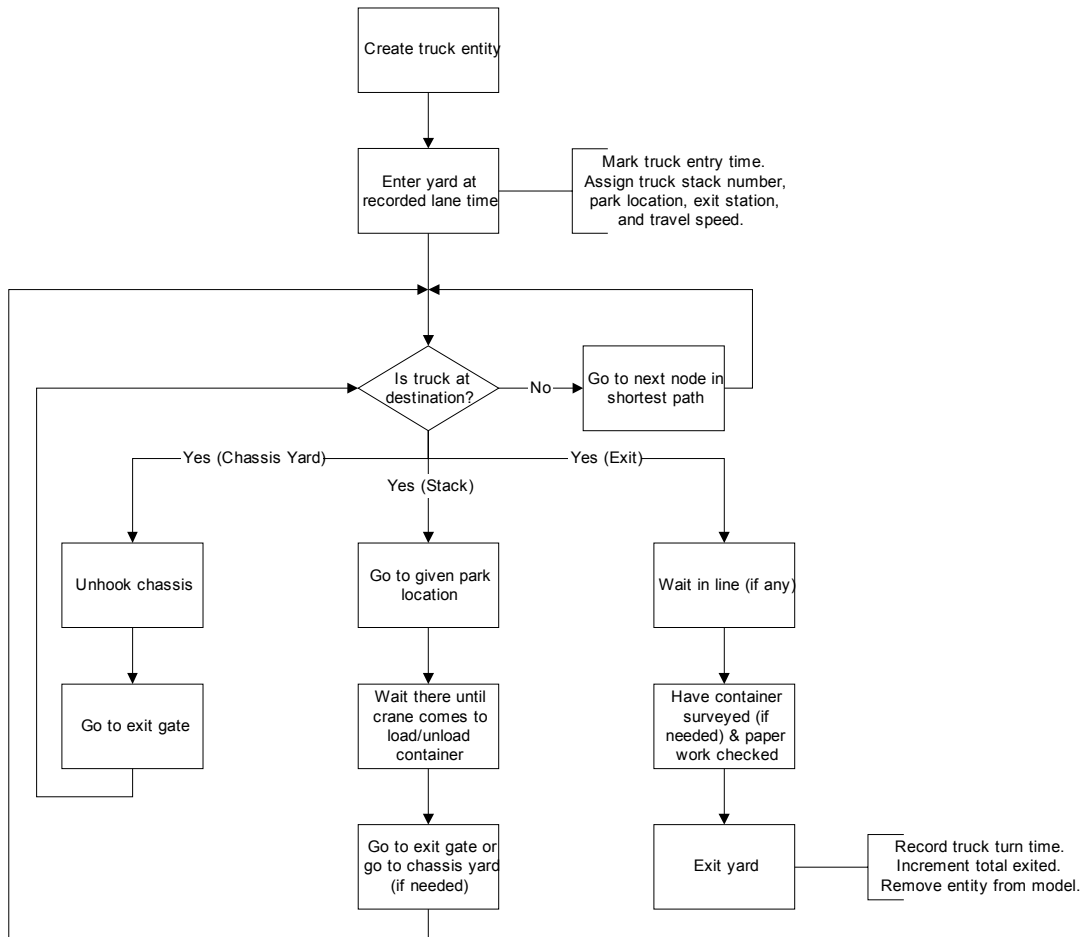 Create truck entity
Enter yard at
recorded lane time
Mark truck entry time.
Assign truck stack number,
park location, exit station,
and travel speed.
Is truck at
destination?
No
Go to next node in
shortest path
Yes (Chassis Yard)
Yes (Stack)
Yes (Exit)
Unhook chassis
Go to given park
location
Wait in line (if any)
Go to exit gate
Wait there until
crane comes to
load/unload
container
Have container
surveyed (if
needed) & paper
work checked
Go to exit gate or
go to chassis yard
(if needed)
Exit yard
Record truck turn time.
Increment total exited.
Remove entity from model.